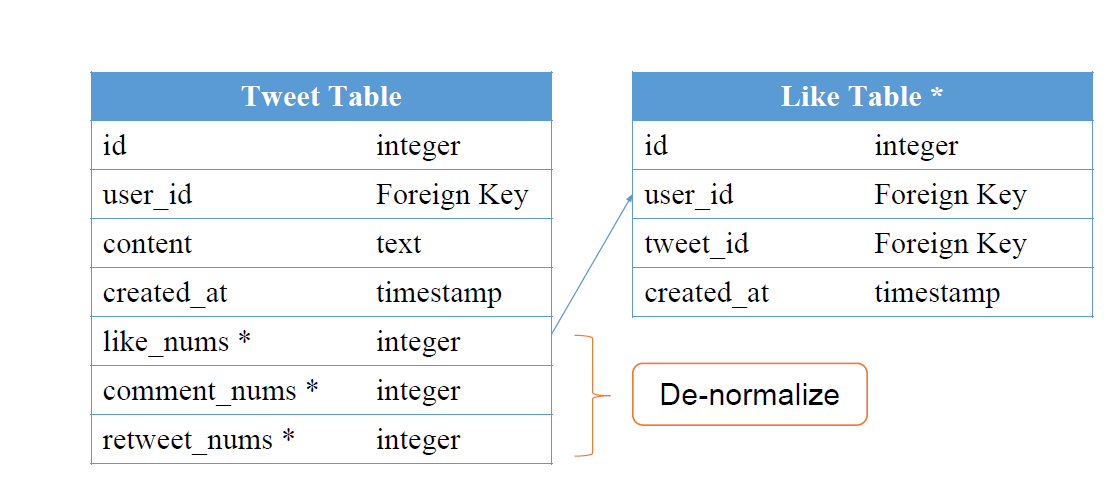 Tweet Table
id integer
user_id Foreign Key
content text
created_at timestamp
like_nums * integer
comment_nums * integer
retweet_nums * integer
Like Table *
id integer
user_id Foreign Key
tweet_id Foreign Key
created_at timestamp
De-normalize